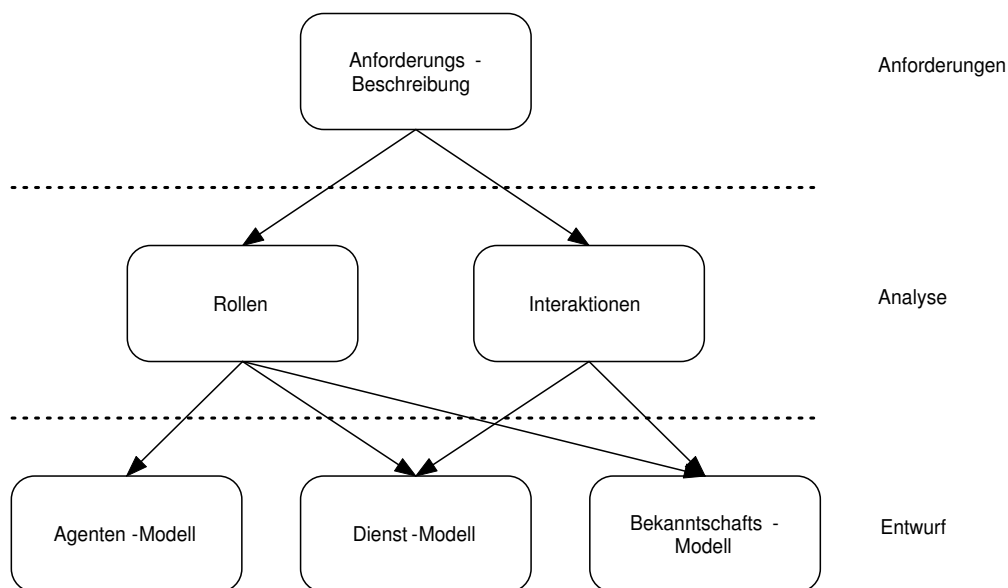 Anforderungs -
Beschreibung
Anforderungen
Rollen
Interaktionen
Analyse
Agenten -Modell
Dienst -Modell
Bekanntschafts -
Modell
Entwurf